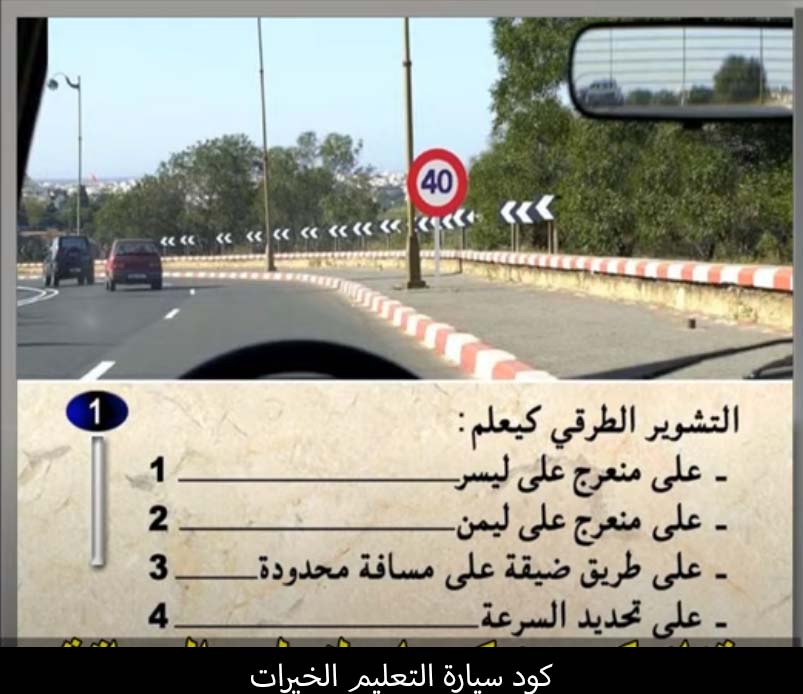 40
1
التشوير الطرقي كيعلم:
- على منعرج على ليسر 1
- على منعرج على ليمن 2
- على طريق ضيقة على مسافة محدودة 3
- على تحديد السرعة 4
كود سيارة التعليم الخيرات